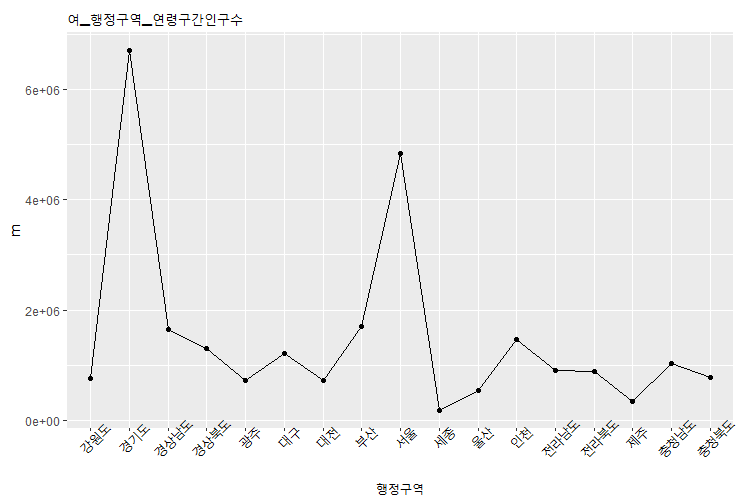 여_행정구역_연령구간인구수
6e+06
4e+06
2e+06
0e+00
m
강원도
경기도
경상남도
경상북도
광주
대구
대전
부산
서울
세종
울산
인천
전라남도
전라북도
제주
충청남도
충청북도
행정구역